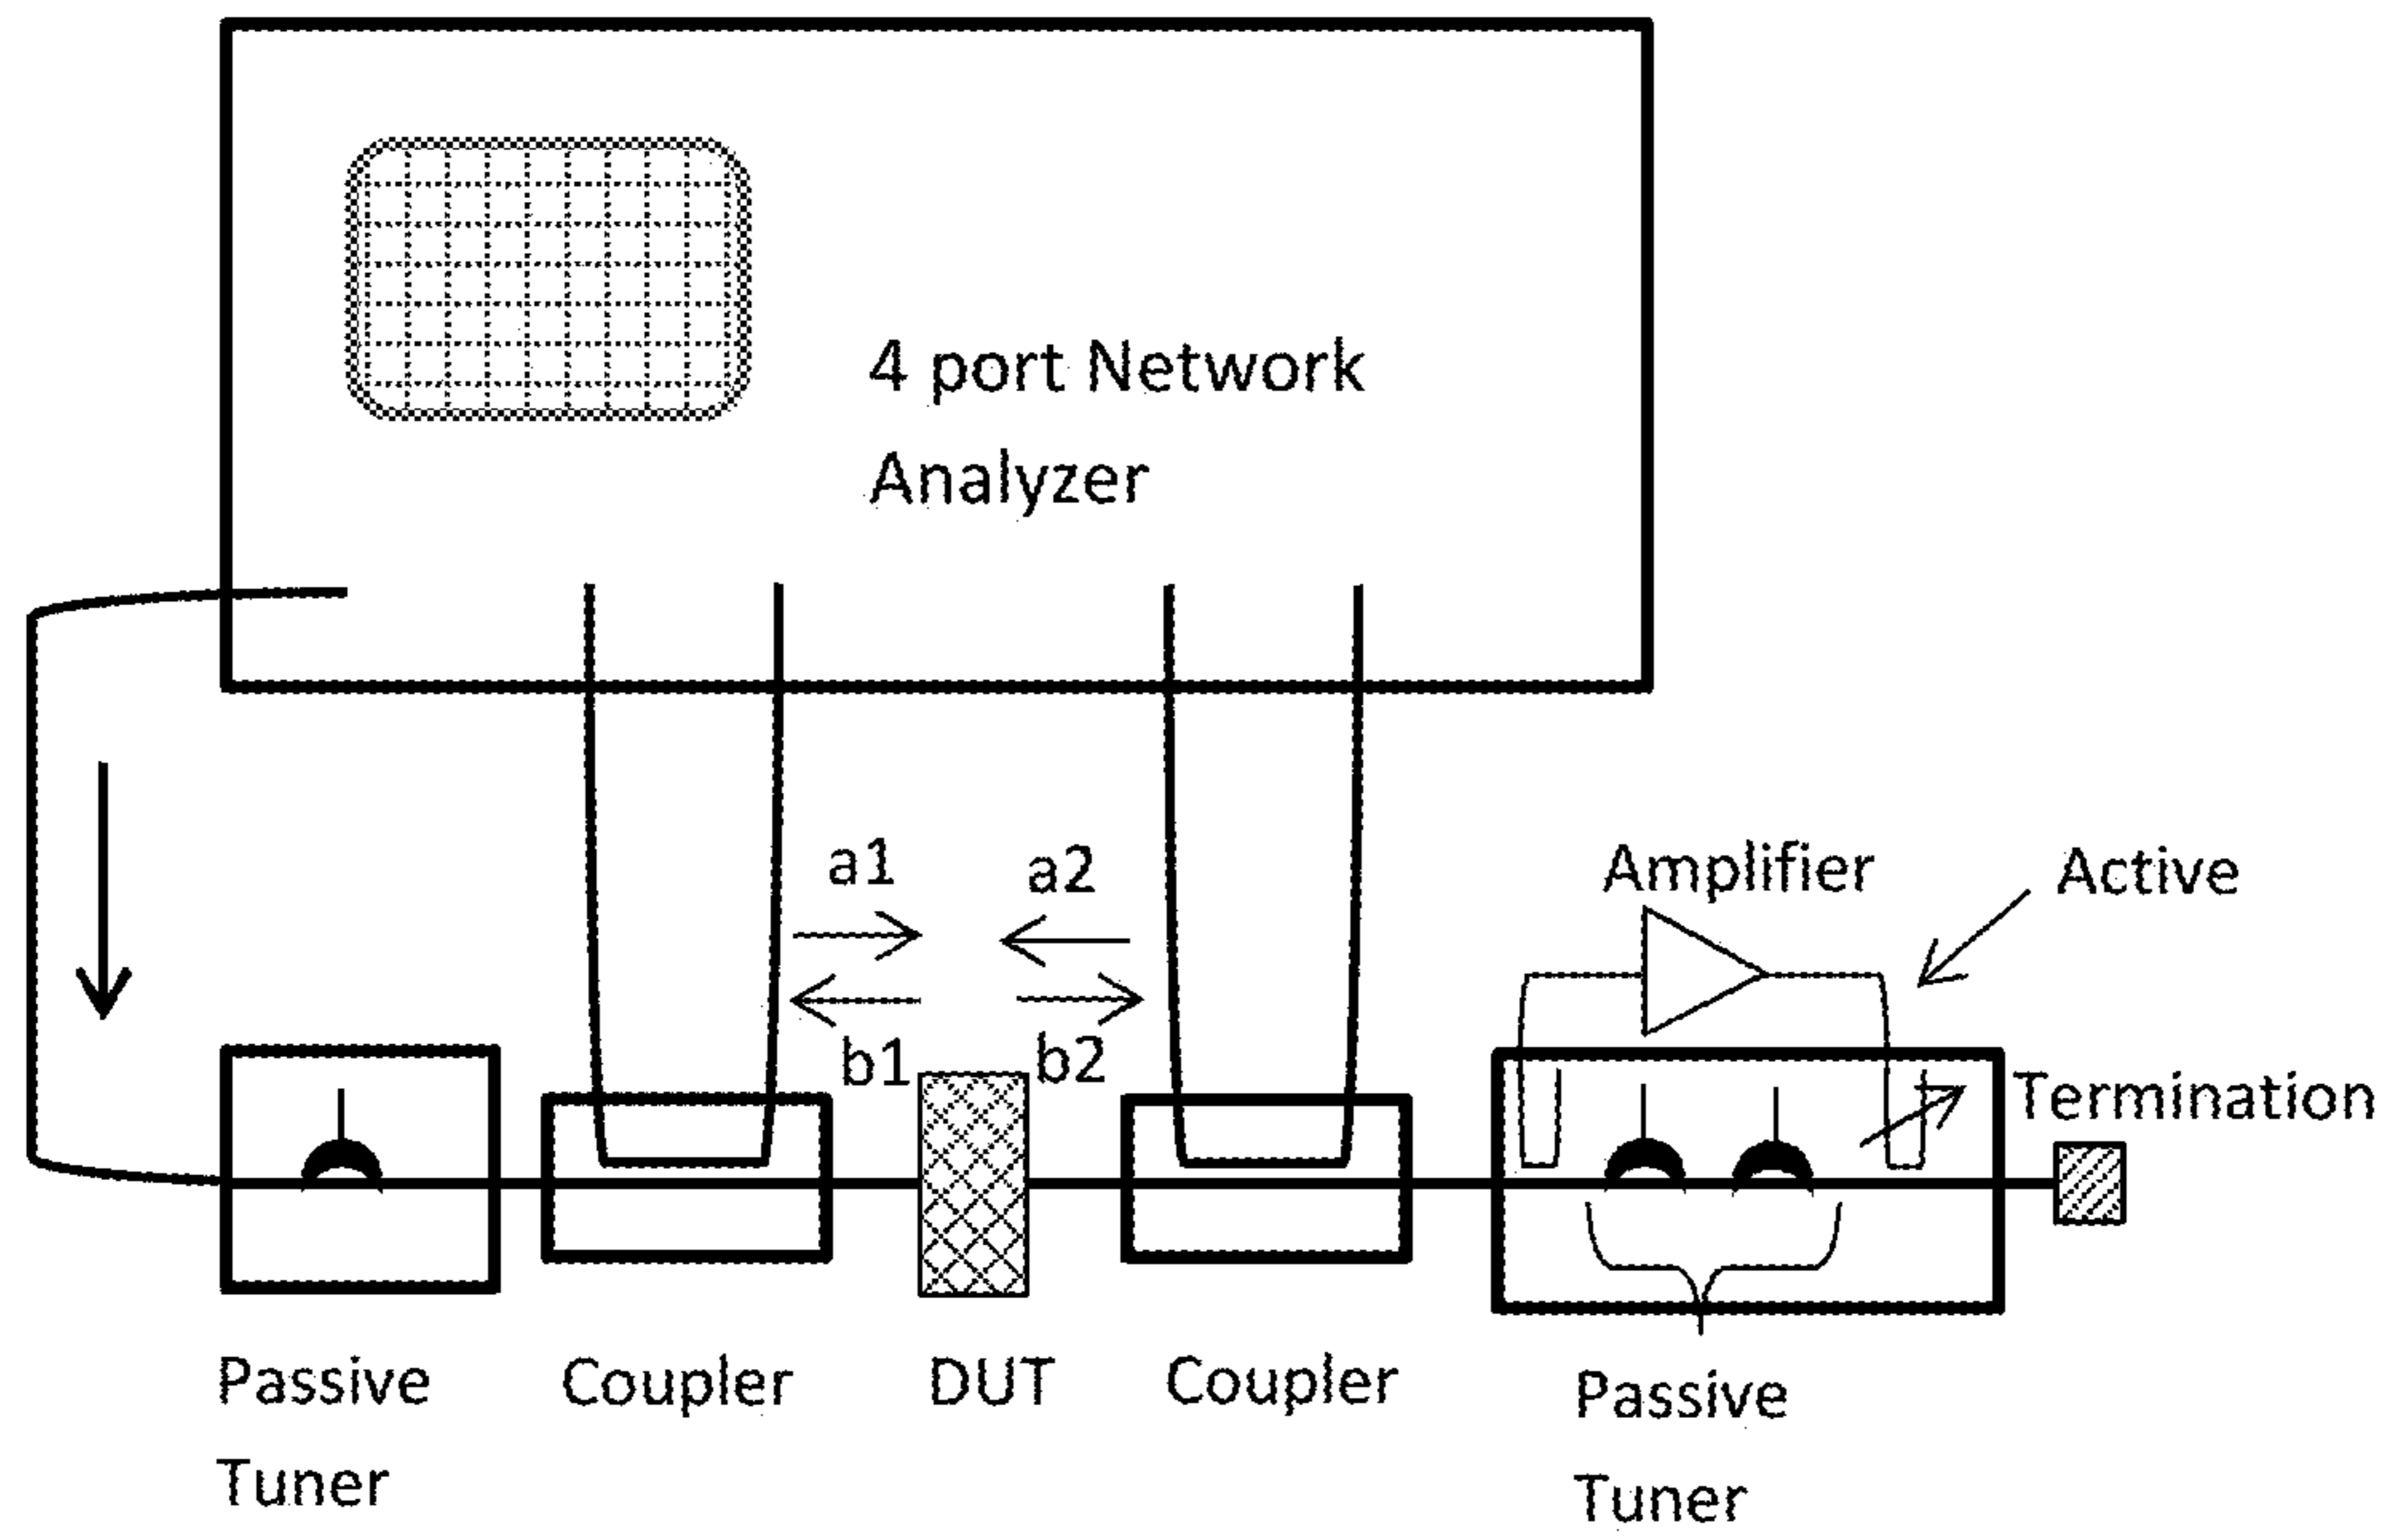 4 port Network
Analyzer
a1
a2
Amplifier
Active
b1
b2
Termination
Passive
Tuner
Coupler
DUT
Coupler
Passive
Tuner